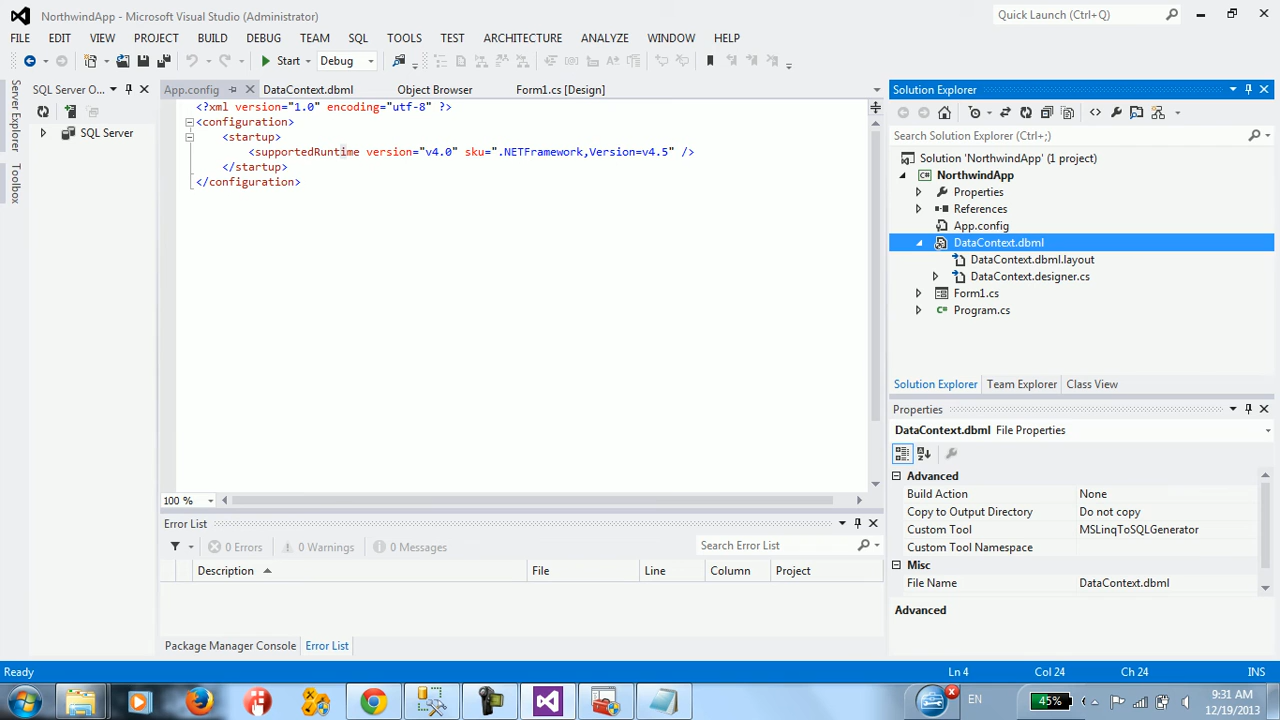 NorthwindApp - Microsoft Visual Studio (Administrator)
Quick Launch (Ctrl+Q)
FILE EDIT VIEW PROJECT BUILD DEBUG TEAM SQL TOOLS TEST ARCHITECTURE ANALYZE WINDOW HELP
Start Debug
Server Explorer
Toolbox
SQL Server O...
SQL Server
App.config DataContext.dbml Object Browser Form1.cs [Design]
<?xml version="1.0" encoding="utf-8" ?>
<configuration>
<startup>
<supportedRuntime version="v4.0" sku=".NETFramework,Version=v4.5" />
</startup>
</configuration>
100 %
Solution Explorer
Search Solution Explorer (Ctrl+;)
Solution 'NorthwindApp' (1 project)
NorthwindApp
Properties
References
App.config
DataContext.dbml
DataContext.dbml.layout
DataContext.designer.cs
Form1.cs
Program.cs
Solution Explorer Team Explorer Class View
Properties
DataContext.dbml File Properties
Advanced
Build Action None
Copy to Output Directory Do not copy
Custom Tool MSLinqToSQLGenerator
Custom Tool Namespace
Misc
File Name DataContext.dbml
Advanced
Error List
0 Errors 0 Warnings 0 Messages
Search Error List
Description File Line Column Project
Package Manager Console Error List
Ready Ln 4 Col 24 Ch 24 INS
EN 45% 9:31 AM
12/19/2013